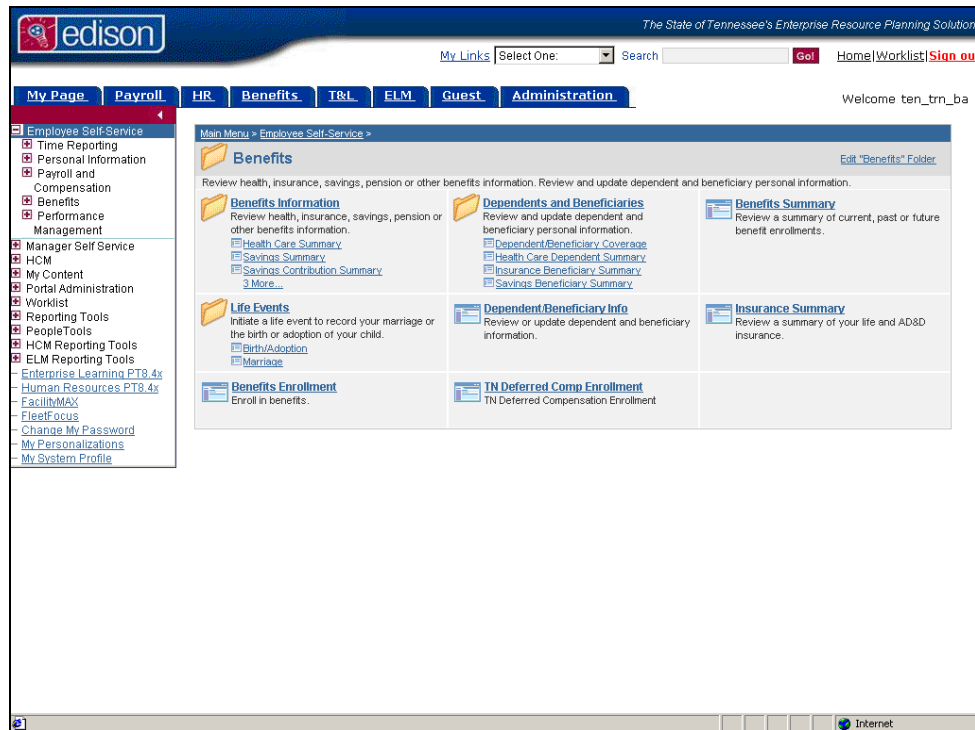 edison
The State of Tennessee's Enterprise Resource Planning Solution
My Links Select One: Search Go! Home|Worklist|Sign ou
My Page Payroll HR Benefits T&L ELM Guest Administration
Welcome ten_trn_ba
Employee Self-Service
Time Reporting
Personal Information
Payroll and
Compensation
Benefits
Performance
Management
Manager Self Service
HCM
My Content
Portal Administration
Worklist
Reporting Tools
PeopleTools
HCM Reporting Tools
ELM Reporting Tools
Enterprise Learning PT8.4x
Human Resources PT8.4x
FacilityMAX
FleetFocus
Change My Password
My Personalizations
My System Profile
Main Menu > Employee Self-Service >
Benefits
Edit "Benefits" Folder
Review health, insurance, savings, pension or other benefits information. Review and update dependent and beneficiary personal information.
Benefits Information
Review health, insurance, savings, pension or
other benefits information.
Health Care Summary
Savings Summary
Savings Contribution Summary
3 More...
Dependents and Beneficiaries
Review and update dependent and
beneficiary personal information.
Dependent/Beneficiary Coverage
Health Care Dependent Summary
Insurance Beneficiary Summary
Savings Beneficiary Summary
Benefits Summary
Review a summary of current, past or future
benefit enrollments.
Life Events
Initiate a life event to record your marriage or
the birth or adoption of your child.
Birth/Adoption
Marriage
Dependent/Beneficiary Info
Review or update dependent and beneficiary
information.
Insurance Summary
Review a summary of your life and AD&D
insurance.
Benefits Enrollment
Enroll in benefits.
TN Deferred Comp Enrollment
TN Deferred Compensation Enrollment
Internet